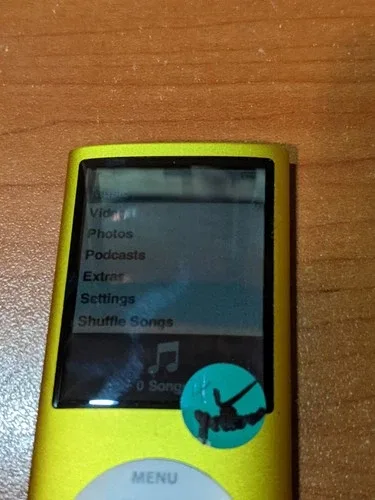 Videos
Photos
Podcasts
Extras
Settings
Shuffle Songs
0 Songs
MENU